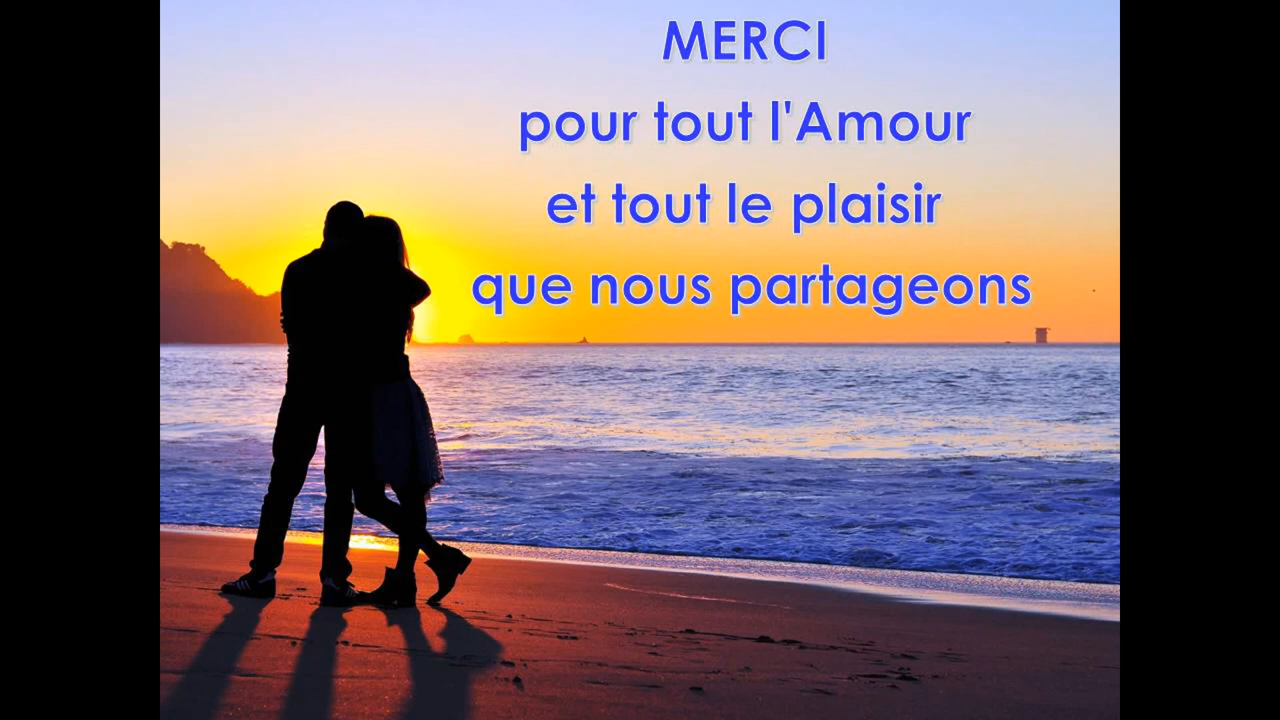 MERCI
pour tout l'Amour
et tout le plaisir
que nous partageons